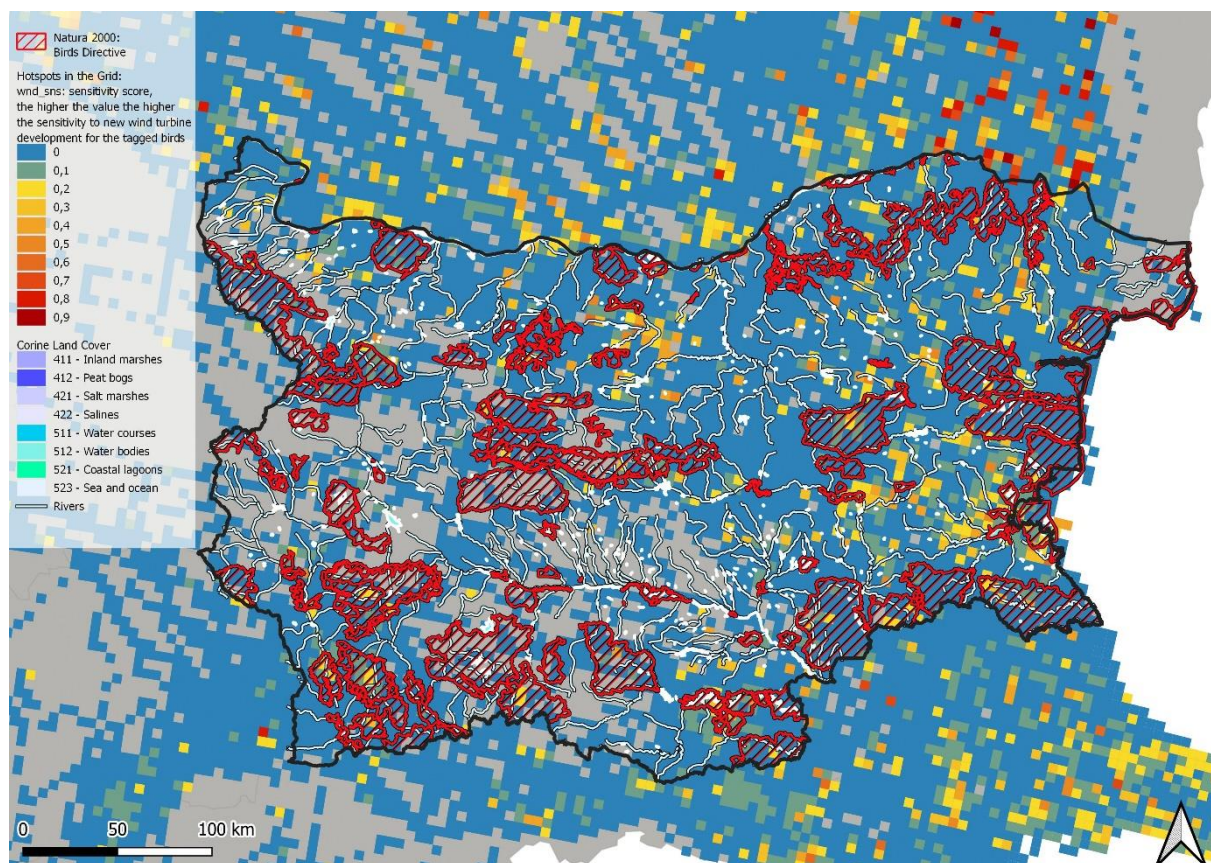 Natura 2000:
Birds Directive
Hotspots in the Grid:
wnd_sns: sensitivity score,
the higher the value the higher
the sensitivity to new wind turbine
development for the tagged birds
0
0,1
0,2
0,3
0,4
0,5
0,6
0,7
0,8
0,9
Corine Land Cover
411 - Inland marshes
412 - Peat bogs
421 - Salt marshes
422 - Salines
511 - Water courses
512 - Water bodies
521 - Coastal lagoons
523 - Sea and ocean
Rivers
0 50 100 km